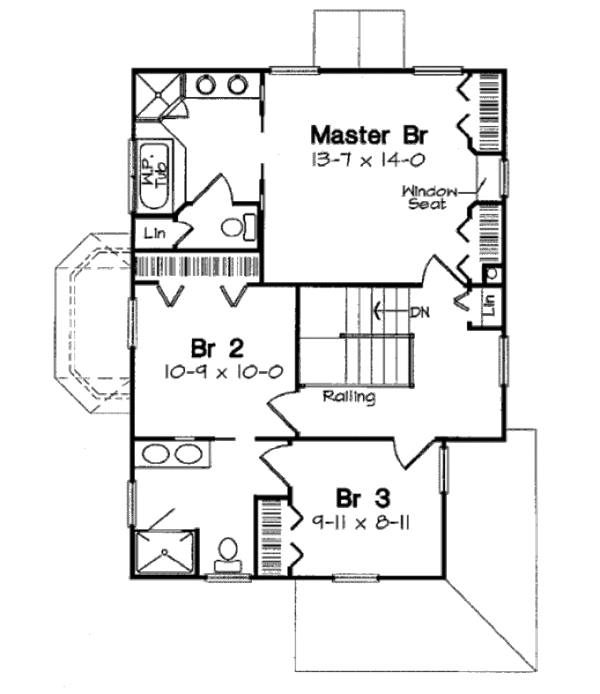 Master Br
13-7 x 14-0
W.P.
Tub
Window
Seat
Lin
Lin
DN
Br 2
10-9 x 10-0
Railing
Br 3
9-11 x 8-11